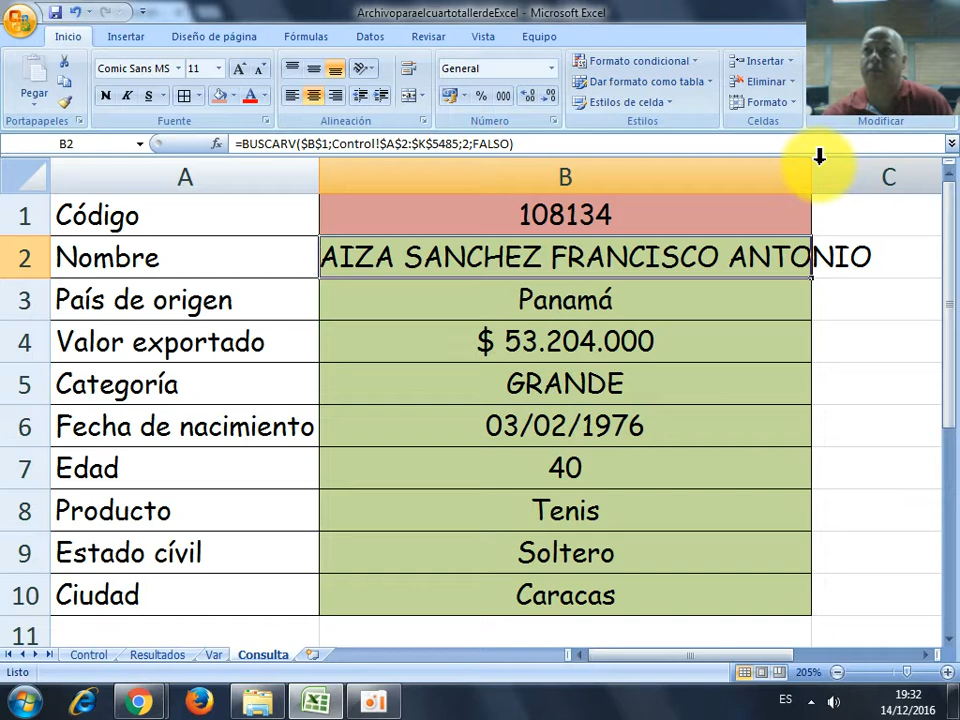 ArchivoparaelcuartotallerdeExcel - Microsoft Excel
Inicio Insertar Diseño de página Fórmulas Datos Revisar Vista Equipo
Pegar
Comic Sans MS 11
N K S
General
% 000
Formato condicional
Dar formato como tabla
Estilos de celda
Insertar
Eliminar
Formato
Portapapeles Fuente Alineación Número Estilos Celdas Modificar
B2 fx =BUSCARV($B$1;Control!$A$2:$K$5485;2;FALSO)
A B C
1 Código 108134
2 Nombre AIZA SANCHEZ FRANCISCO ANTONIO
3 País de origen Panamá
4 Valor exportado $ 53.204.000
5 Categoría GRANDE
6 Fecha de nacimiento 03/02/1976
7 Edad 40
8 Producto Tenis
9 Estado cívil Soltero
10 Ciudad Caracas
11
Control Resultados Var Consulta
Listo 205%
ES 19:32
14/12/2016